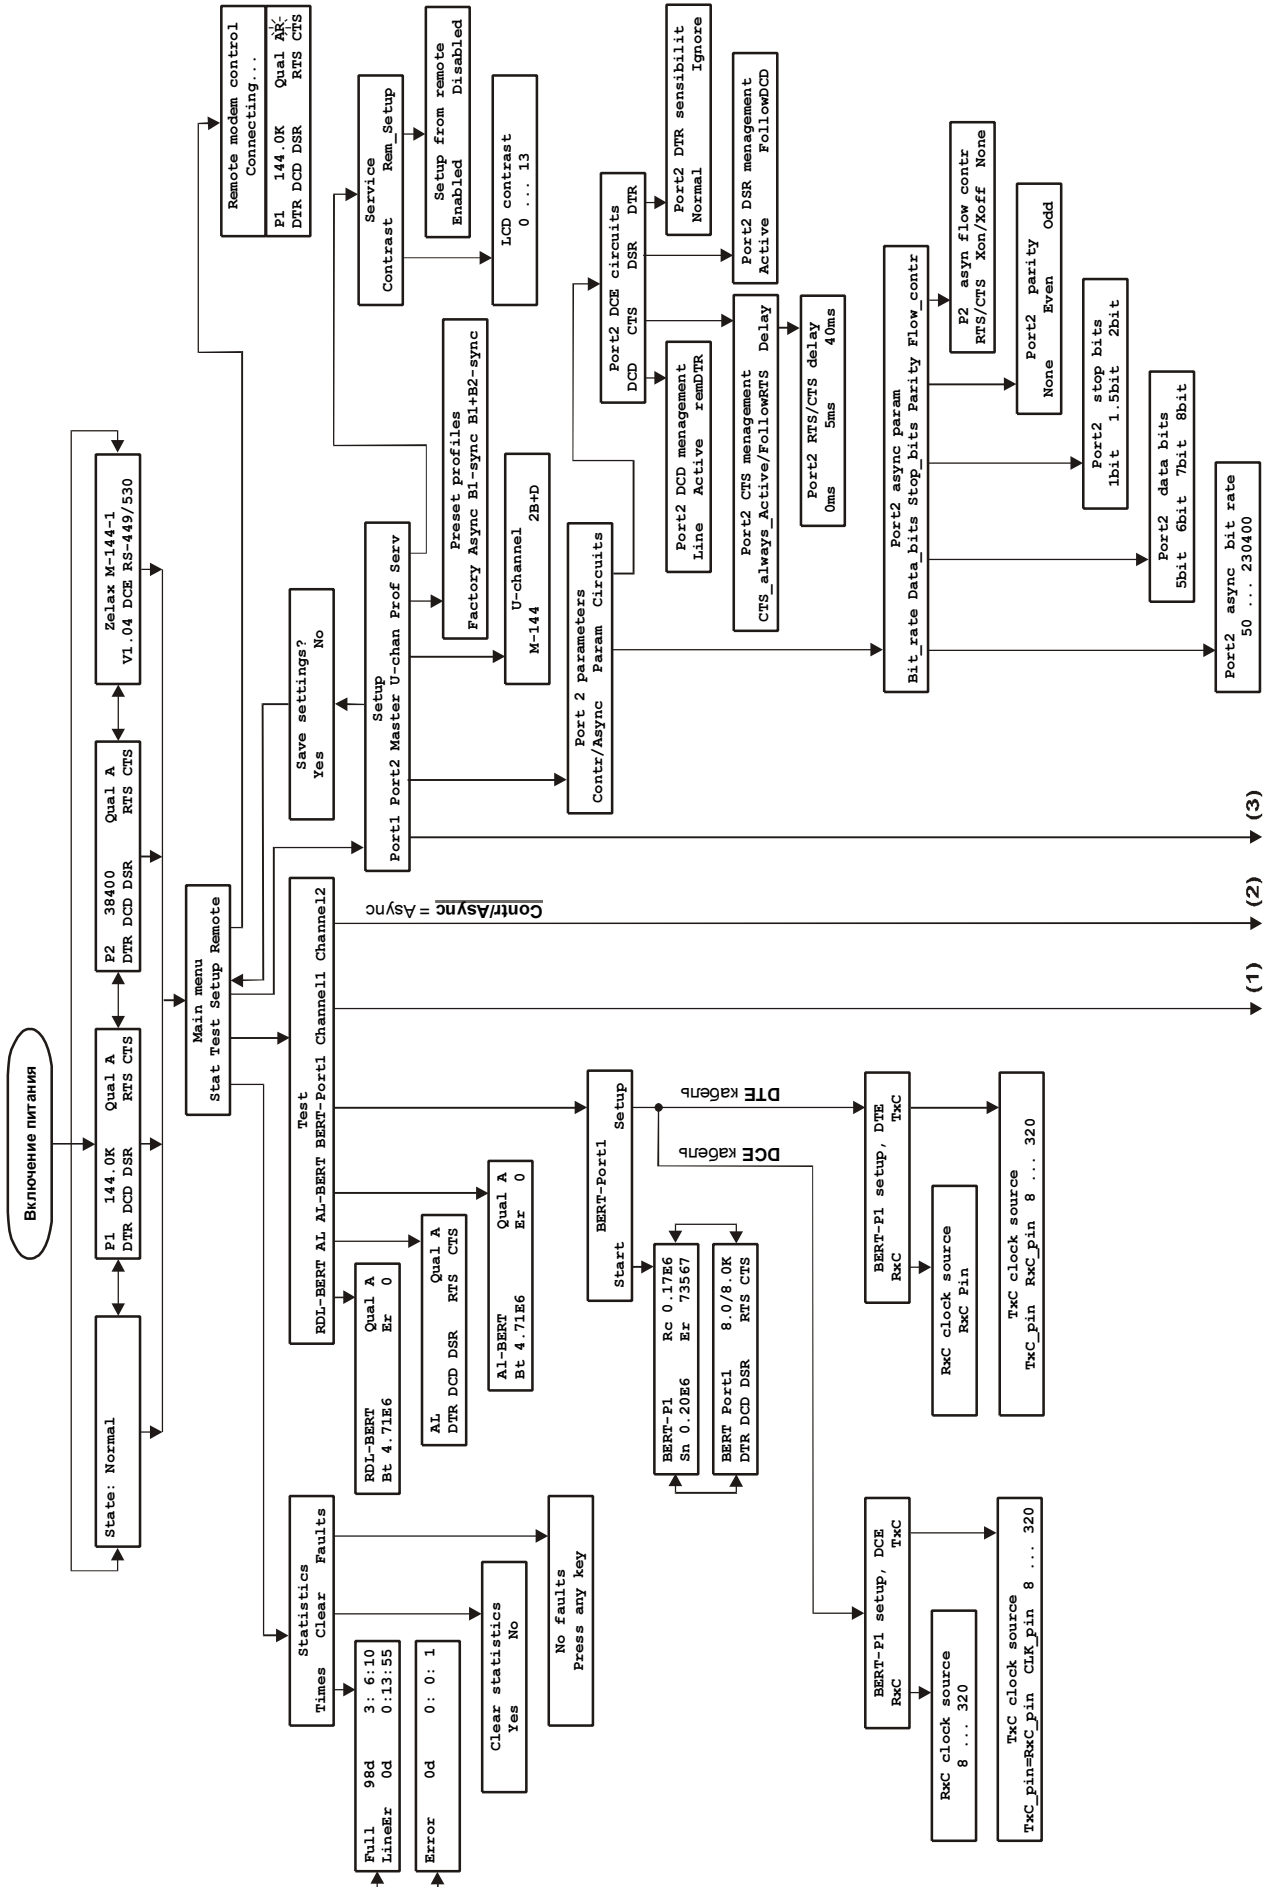 Включение питания
State: Normal
P1 144.0K Qual A
DTR DCD DSR RTS CTS
P2 38400 Qual A
DTR DCD DSR RTS CTS
Zelax M-144-1
V1.04 DCE RS-449/530
Main menu
Stat Test Setup Remote
Remote modem control
Connecting...
P1 144.0K Qual AR
DTR DCD DSR RTS CTS
Statistics
Times Clear Faults
Full 98d 3: 6:10
LineEr 0d 0:13:55
Error 0d 0: 0: 1
Clear statistics
Yes No
No faults
Press any key
Test
RDL-BERT AL AL-BERT BERT-Port1 Channel1 Channel2
RDL-BERT Qual A
Bt 4.71E6 Er 0
AL Qual A
DTR DCD DSR RTS CTS
Al-BERT Qual A
Bt 4.71E6 Er 0
BERT-Port1
Start Setup
BERT-P1 Rc 0.17E6
Sn 0.20E6 Er 73567
BERT Port1 8.0/8.0K
DTR DCD DSR RTS CTS
DCE кабель
DTE кабель
BERT-P1 setup, DCE
RxC TxC
RxC clock source
8 ... 320
TxC clock source
TxC_pin=RxC_pin CLK_pin 8 ... 320
BERT-P1 setup, DTE
RxC TxC
RxC clock source
RxC Pin
TxC clock source
TxC_pin RxC_pin 8 ... 320
Contr/Async = Async
(1)
(2)
(3)
Save settings?
Yes No
Setup
Port1 Port2 Master U-chan Prof Serv
Preset profiles
Factory Async B1-sync B1+B2-sync
U-channel
M-144 2B+D
Service
Contrast Rem_Setup
Setup from remote
Enabled Disabled
LCD contrast
0 ... 13
Port 2 parameters
Contr/Async Param Circuits
Port2 DCE circuits
DCD CTS DSR DTR
Port2 DCD menagement
Line Active remDTR
Port2 CTS menagement
CTS_always_Active/FollowRTS Delay
Port2 RTS/CTS delay
0ms 5ms 40ms
Port2 DTR sensibilit
Normal Ignore
Port2 DSR menagement
Active FollowDCD
Port2 async param
Bit_rate Data_bits Stop_bits Parity Flow_contr
P2 asyn flow contr
RTS/CTS Xon/Xoff None
Port2 parity
None Even Odd
Port2 stop bits
1bit 1.5bit 2bit
Port2 data bits
5bit 6bit 7bit 8bit
Port2 async bit rate
50 ... 230400